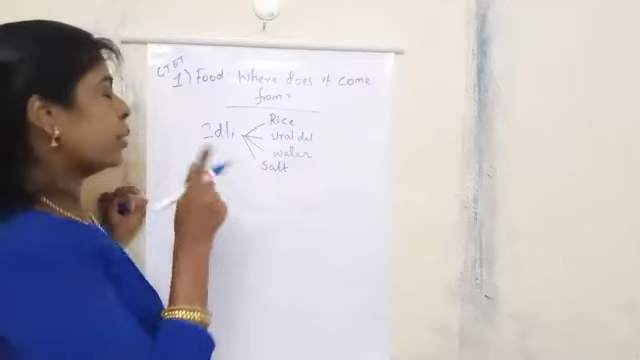 CTET
1) Food Where does it come
from?
Idli
Rice
Ural dal
water
Salt